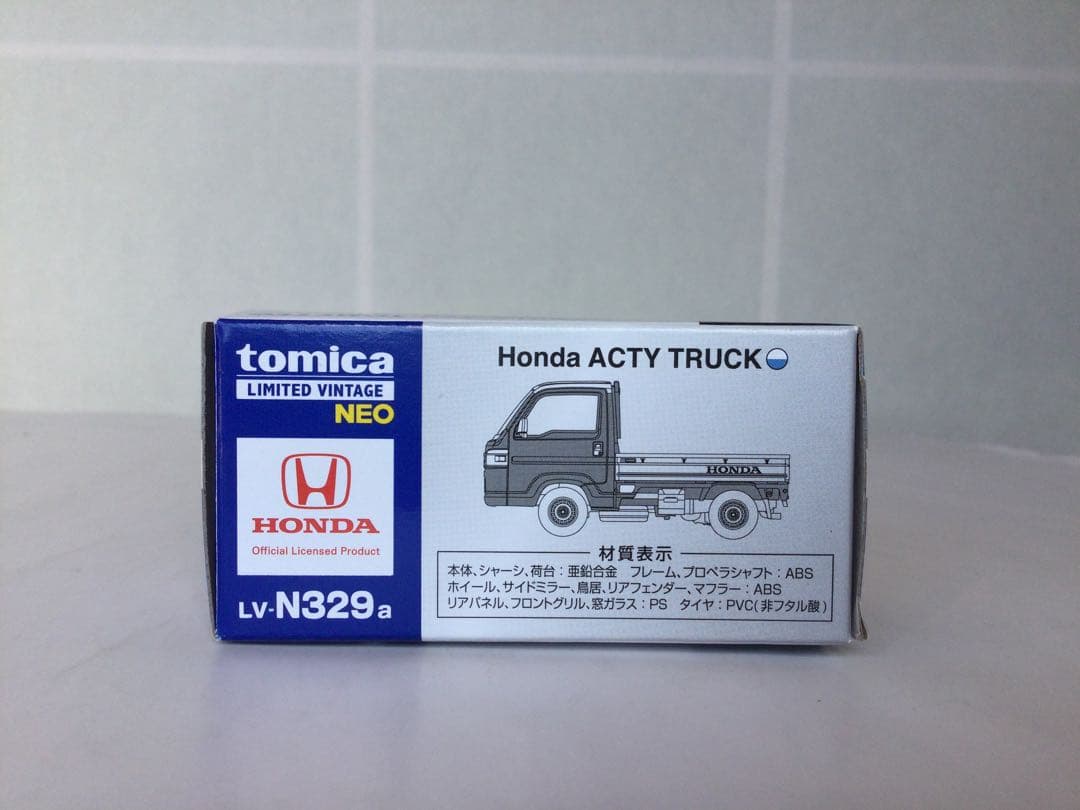 tomica
LIMITED VINTAGE
NEO
HONDA
Official Licensed Product
LV-N329a
Honda ACTY TRUCK
HONDA
材質表示
本体、シャーシ、荷台：亜鉛合金 フレーム、プロペラシャフト：ABS
ホイール、サイドミラー、鳥居、リアフェンダー、マフラー：ABS
リアパネル、フロントグリル、窓ガラス：PS タイヤ：PVC(非フタル酸)